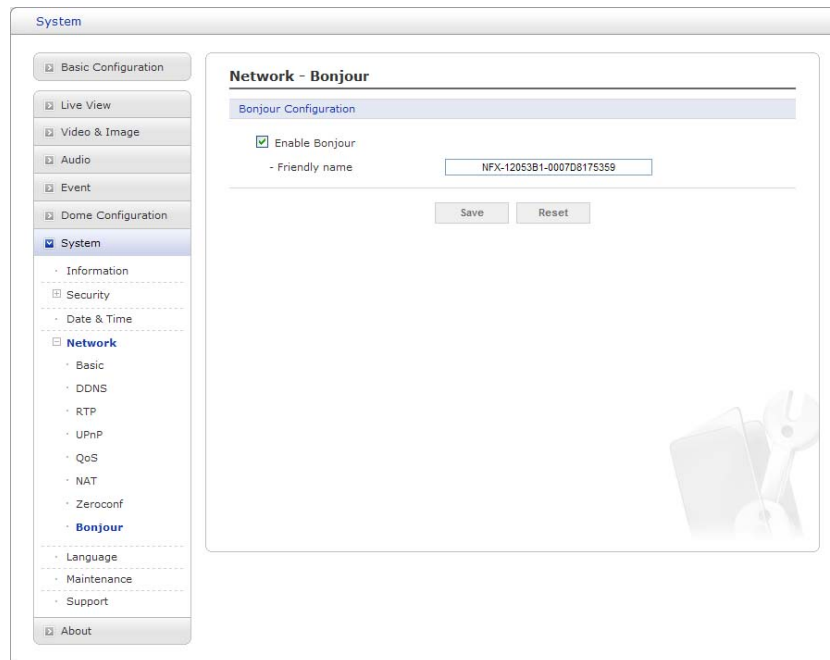 System
Basic Configuration
Live View
Video & Image
Audio
Event
Dome Configuration
System
Information
Security
Date & Time
Network
Basic
DDNS
RTP
UPnP
QoS
NAT
Zeroconf
Bonjour
Language
Maintenance
Support
About
Network - Bonjour
Bonjour Configuration
Enable Bonjour
- Friendly name NFX-12053B1-0007D8175359
Save Reset